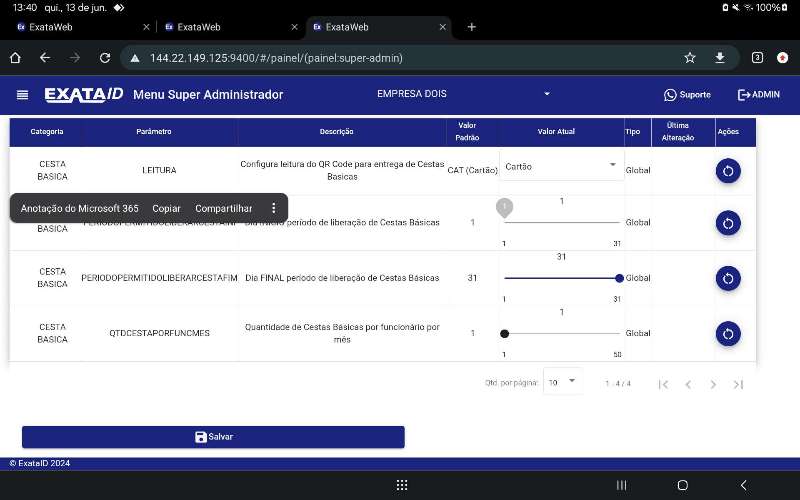 13:40 qui., 13 de jun. 100%
ExataWeb
ExataWeb
ExataWeb
144.22.149.125:9400/#/painel/(painel:super-admin)
3
EXATAID Menu Super Administrador
EMPRESA DOIS
Suporte
ADMIN
Categoria Parâmetro Descrição Valor Padrão Valor Atual Tipo Última Alteração Ações
CESTA BASICA LEITURA Configura leitura do QR Code para entrega de Cestas Basicas CAT (Cartão) Cartão Global
Anotação do Microsoft 365 Copiar Compartilhar
BASICA Dia INICIO período de liberação de Cestas Básicas 1 1 1 Global
1 31
CESTA BASICA PERIODOPERMITIDOLIBERARCESTAFIM Dia FINAL período de liberação de Cestas Básicas 31 31 Global
1 31
CESTA BASICA QTDCESTAPORFUNCMES Quantidade de Cestas Básicas por funcionário por mês 1 1 Global
1 50
Qtd. por página: 10 1 - 4 / 4
Salvar
© ExataID 2024